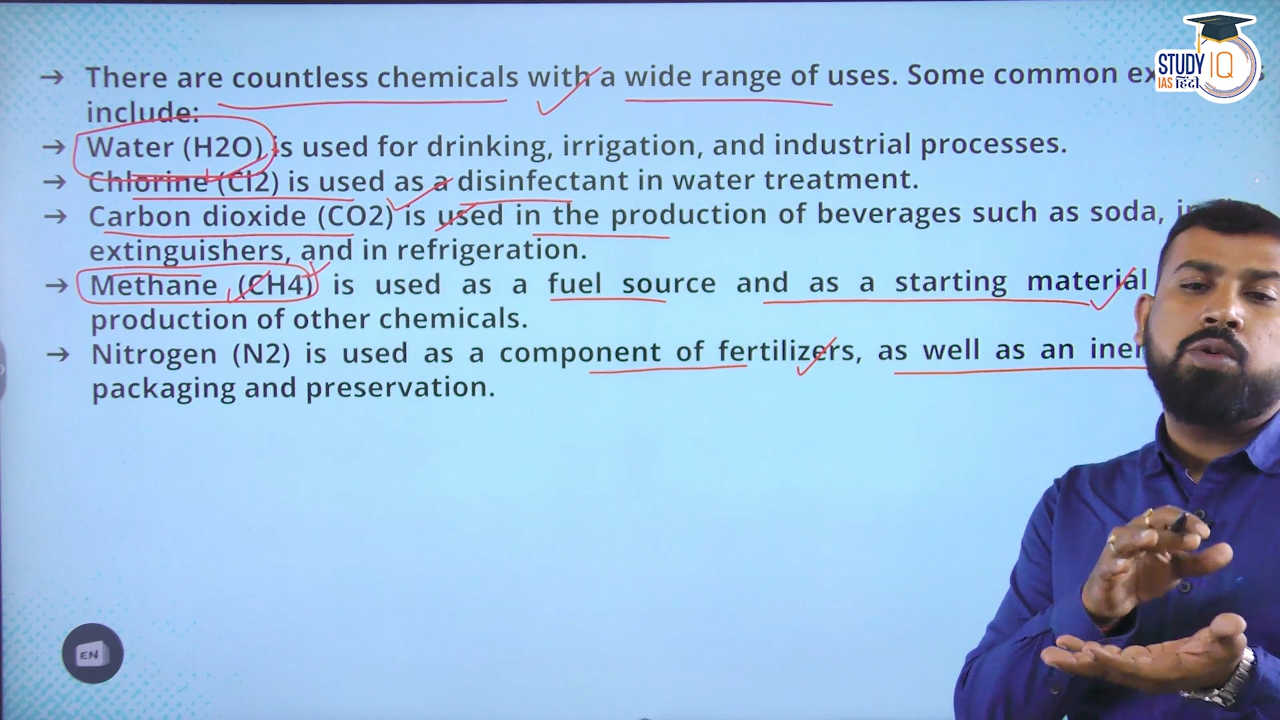 → There are countless chemicals with a wide range of uses. Some common
include:
→ Water (H2O) is used for drinking, irrigation, and industrial processes.
→ Chlorine (Cl2) is used as a disinfectant in water treatment.
→ Carbon dioxide (CO2) is used in the production of beverages such as soda,
extinguishers, and in refrigeration.
→ Methane (CH4) is used as a fuel source and as a starting material
production of other chemicals.
→ Nitrogen (N2) is used as a component of fertilizers, as well as an
packaging and preservation.
STUDY IQ
IAS हिंदी
EN